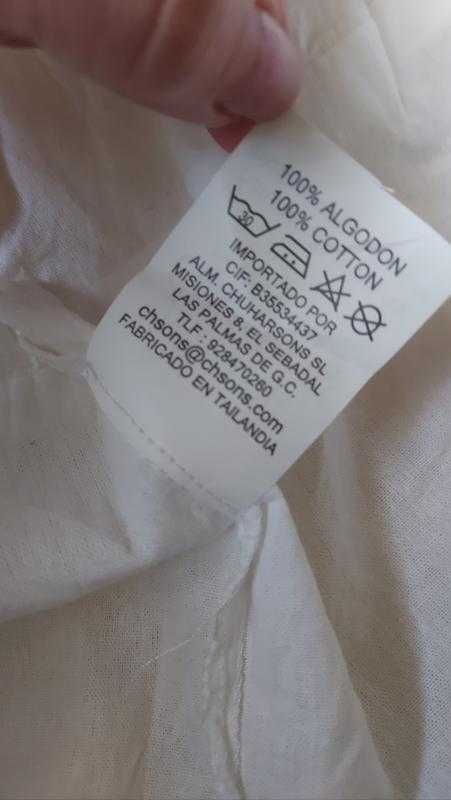 100% ALGODON
100% COTTON
30
IMPORTADO POR
CIF: B35534437
ALM. CHUHARSONS SL
MISIONES 8, EL SEBADAL
LAS PALMAS DE G.C.
TLF : 928470260
chsons@chsons.com
FABRICADO EN TAILANDIA